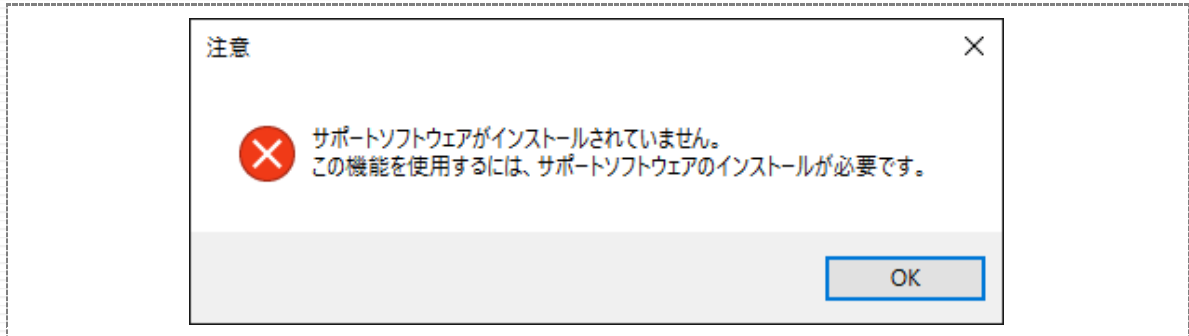 注意
サポートソフトウェアがインストールされていません。
この機能を使用するには、サポートソフトウェアのインストールが必要です。
OK